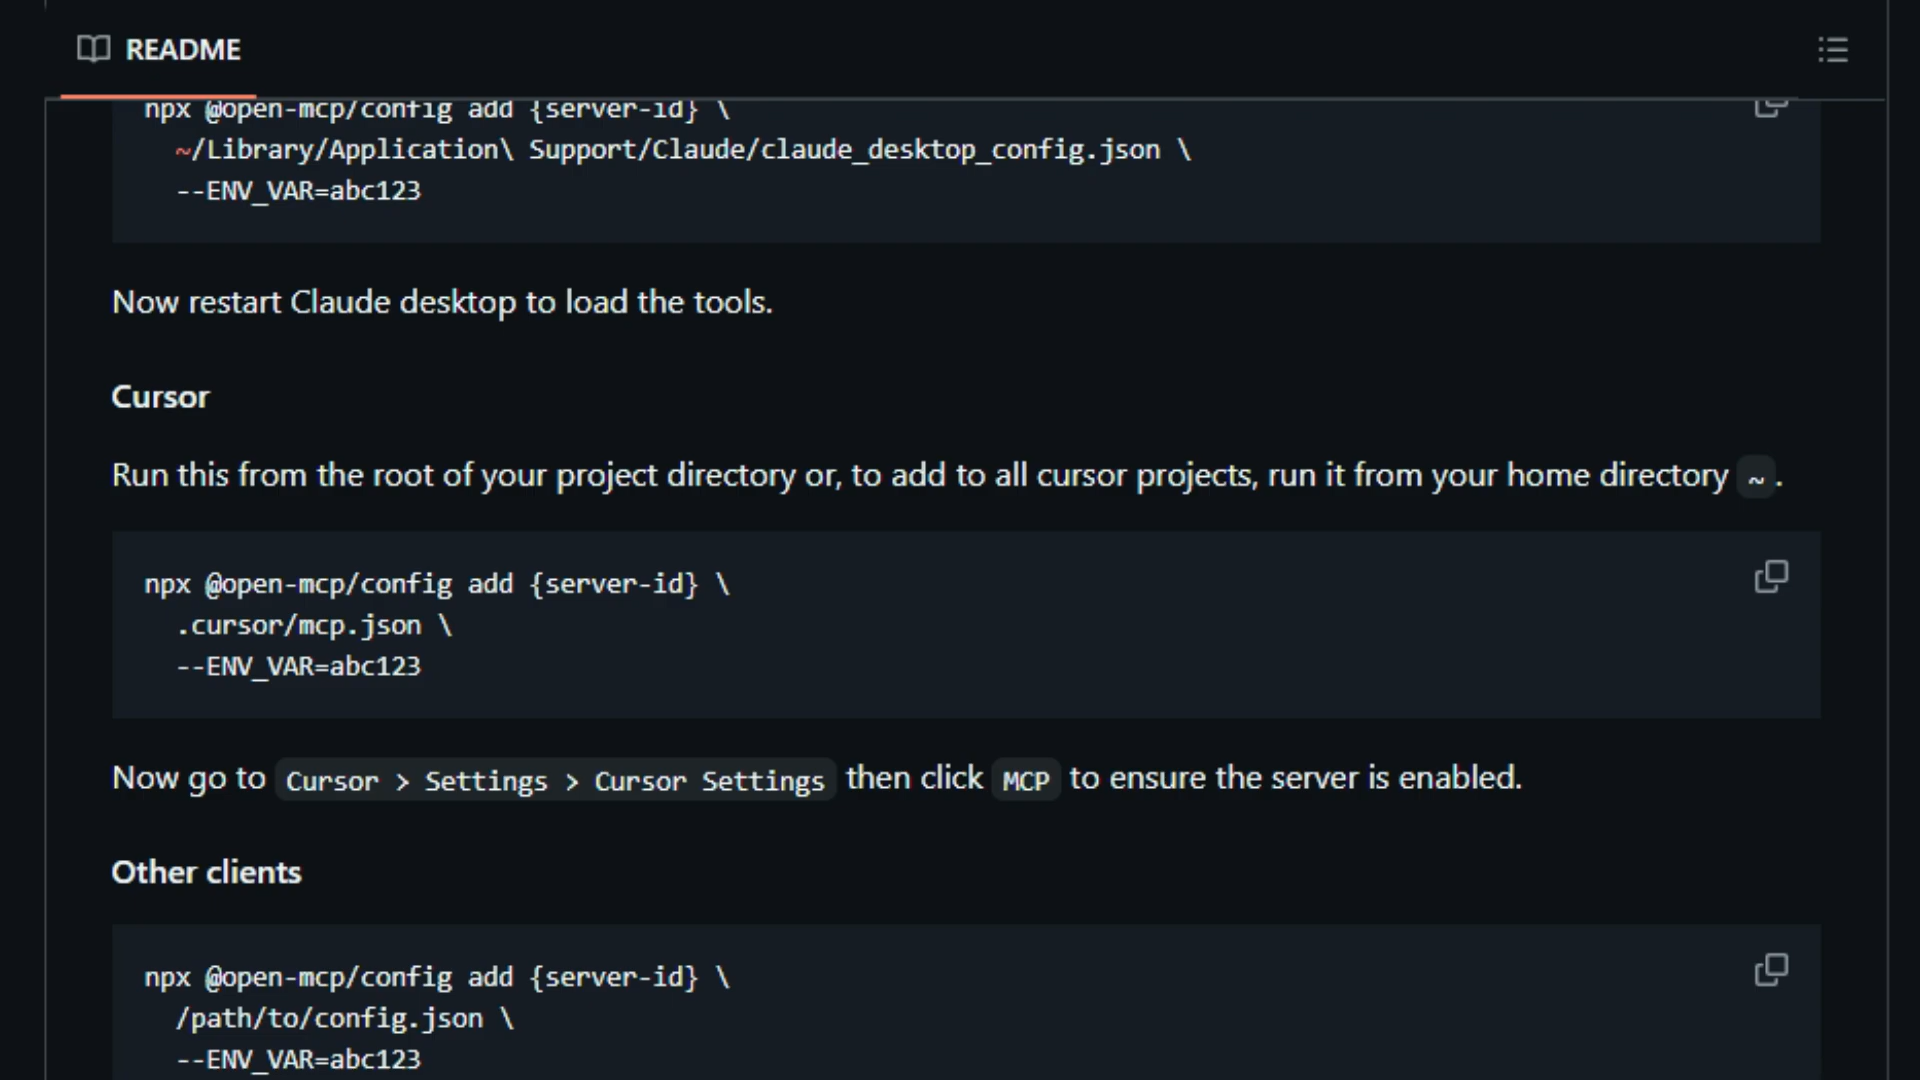 README
npx @open-mcp/config add {server-id} \
~/Library/Application\ Support/Claude/claude_desktop_config.json \
--ENV_VAR=abc123
Now restart Claude desktop to load the tools.
Cursor
Run this from the root of your project directory or, to add to all cursor projects, run it from your home directory ~.
npx @open-mcp/config add {server-id} \
.cursor/mcp.json \
--ENV_VAR=abc123
Now go to Cursor > Settings > Cursor Settings then click MCP to ensure the server is enabled.
Other clients
npx @open-mcp/config add {server-id} \
/path/to/config.json \
--ENV_VAR=abc123